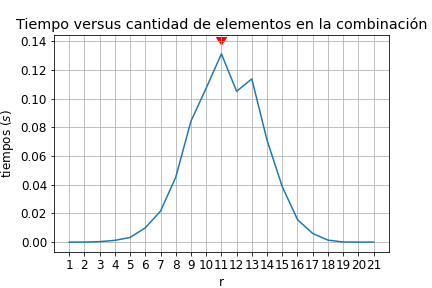 Tiempo versus cantidad de elementos en la combinación
0.14
0.12
0.10
0.08
0.06
0.04
0.02
0.00
tiempos (s)
1 2 3 4 5 6 7 8 9 10 11 12 13 14 15 16 17 18 19 20 21
r